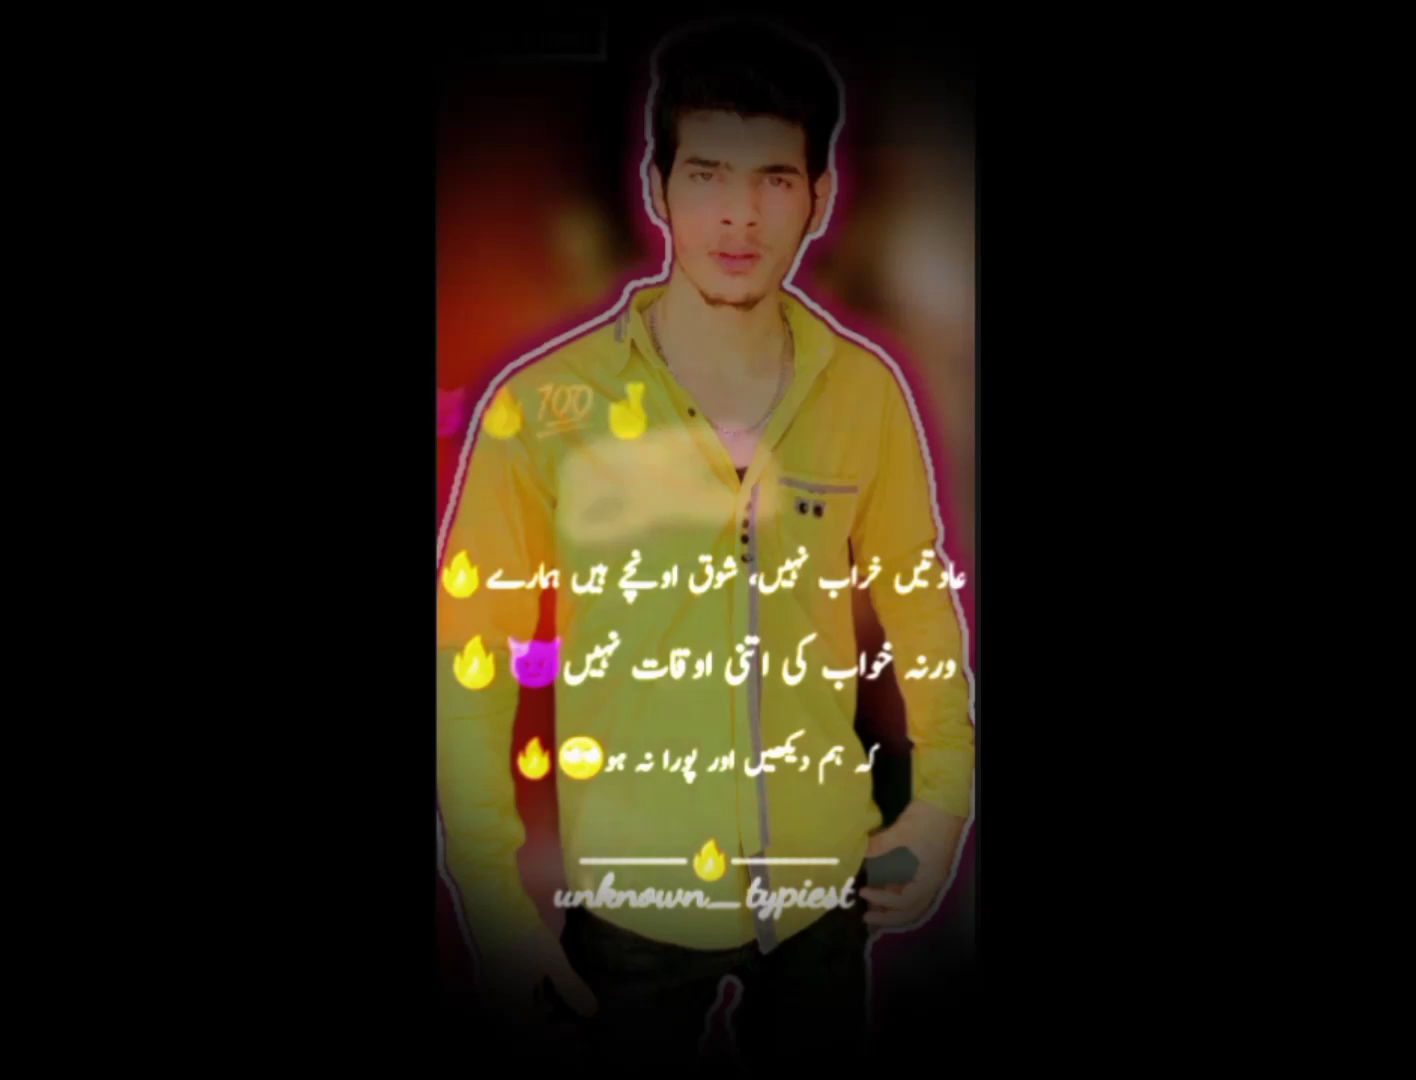 💯
عادتیں خراب نہیں، شوق اونچے ہیں ہمارے🔥
ورنہ خواب کی اتنی اوقات نہیں😈🔥
کہ ہم دیکھیں اور پورا نہ ہو🙄🔥
unknown_typiest